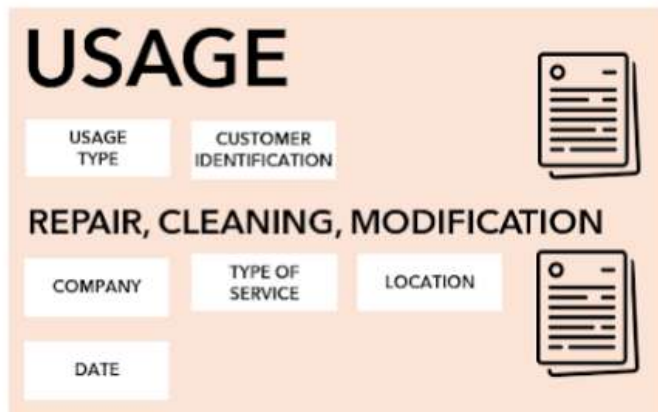 USAGE
USAGE
TYPE
CUSTOMER
IDENTIFICATION
REPAIR, CLEANING, MODIFICATION
COMPANY
TYPE OF
SERVICE
LOCATION
DATE